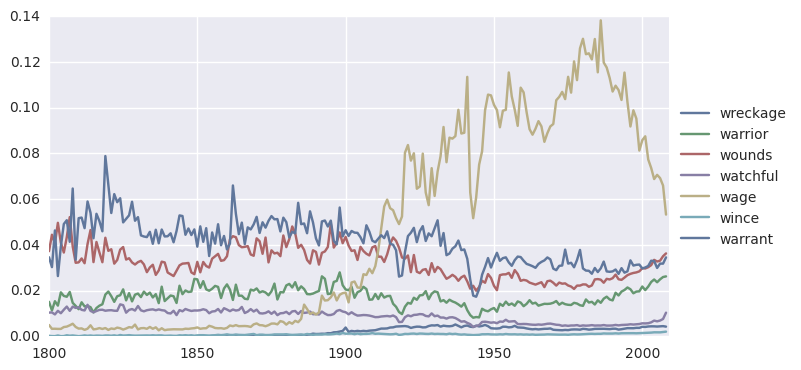 0.14
0.12
0.10
0.08
0.06
0.04
0.02
0.00
1800 1850 1900 1950 2000
wreckage
warrior
wounds
watchful
wage
wince
warrant